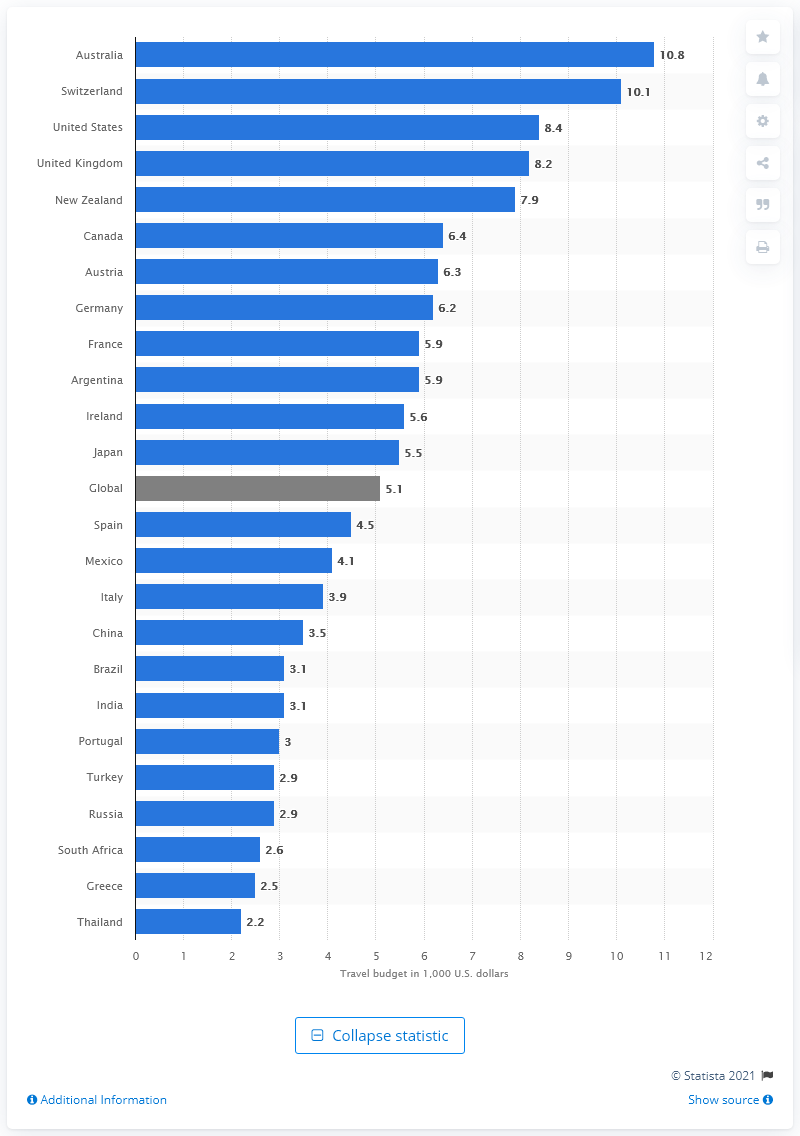 Australia 10.8
Switzerland 10.1
United States 8.4
United Kingdom 8.2
New Zealand 7.9
Canada 6.4
Austria 6.3
Germany 6.2
France 5.9
Argentina 5.9
Ireland 5.6
Japan 5.5
Global 5.1
Spain 4.5
Mexico 4.1
Italy 3.9
China 3.5
Brazil 3.1
India 3.1
Portugal 3
Turkey 2.9
Russia 2.9
South Africa 2.6
Greece 2.5
Thailand 2.2
0 1 2 3 4 5 6 7 8 9 10 11 12
Travel budget in 1,000 U.S. dollars
Collapse statistic
© Statista 2021
Additional Information
Show source